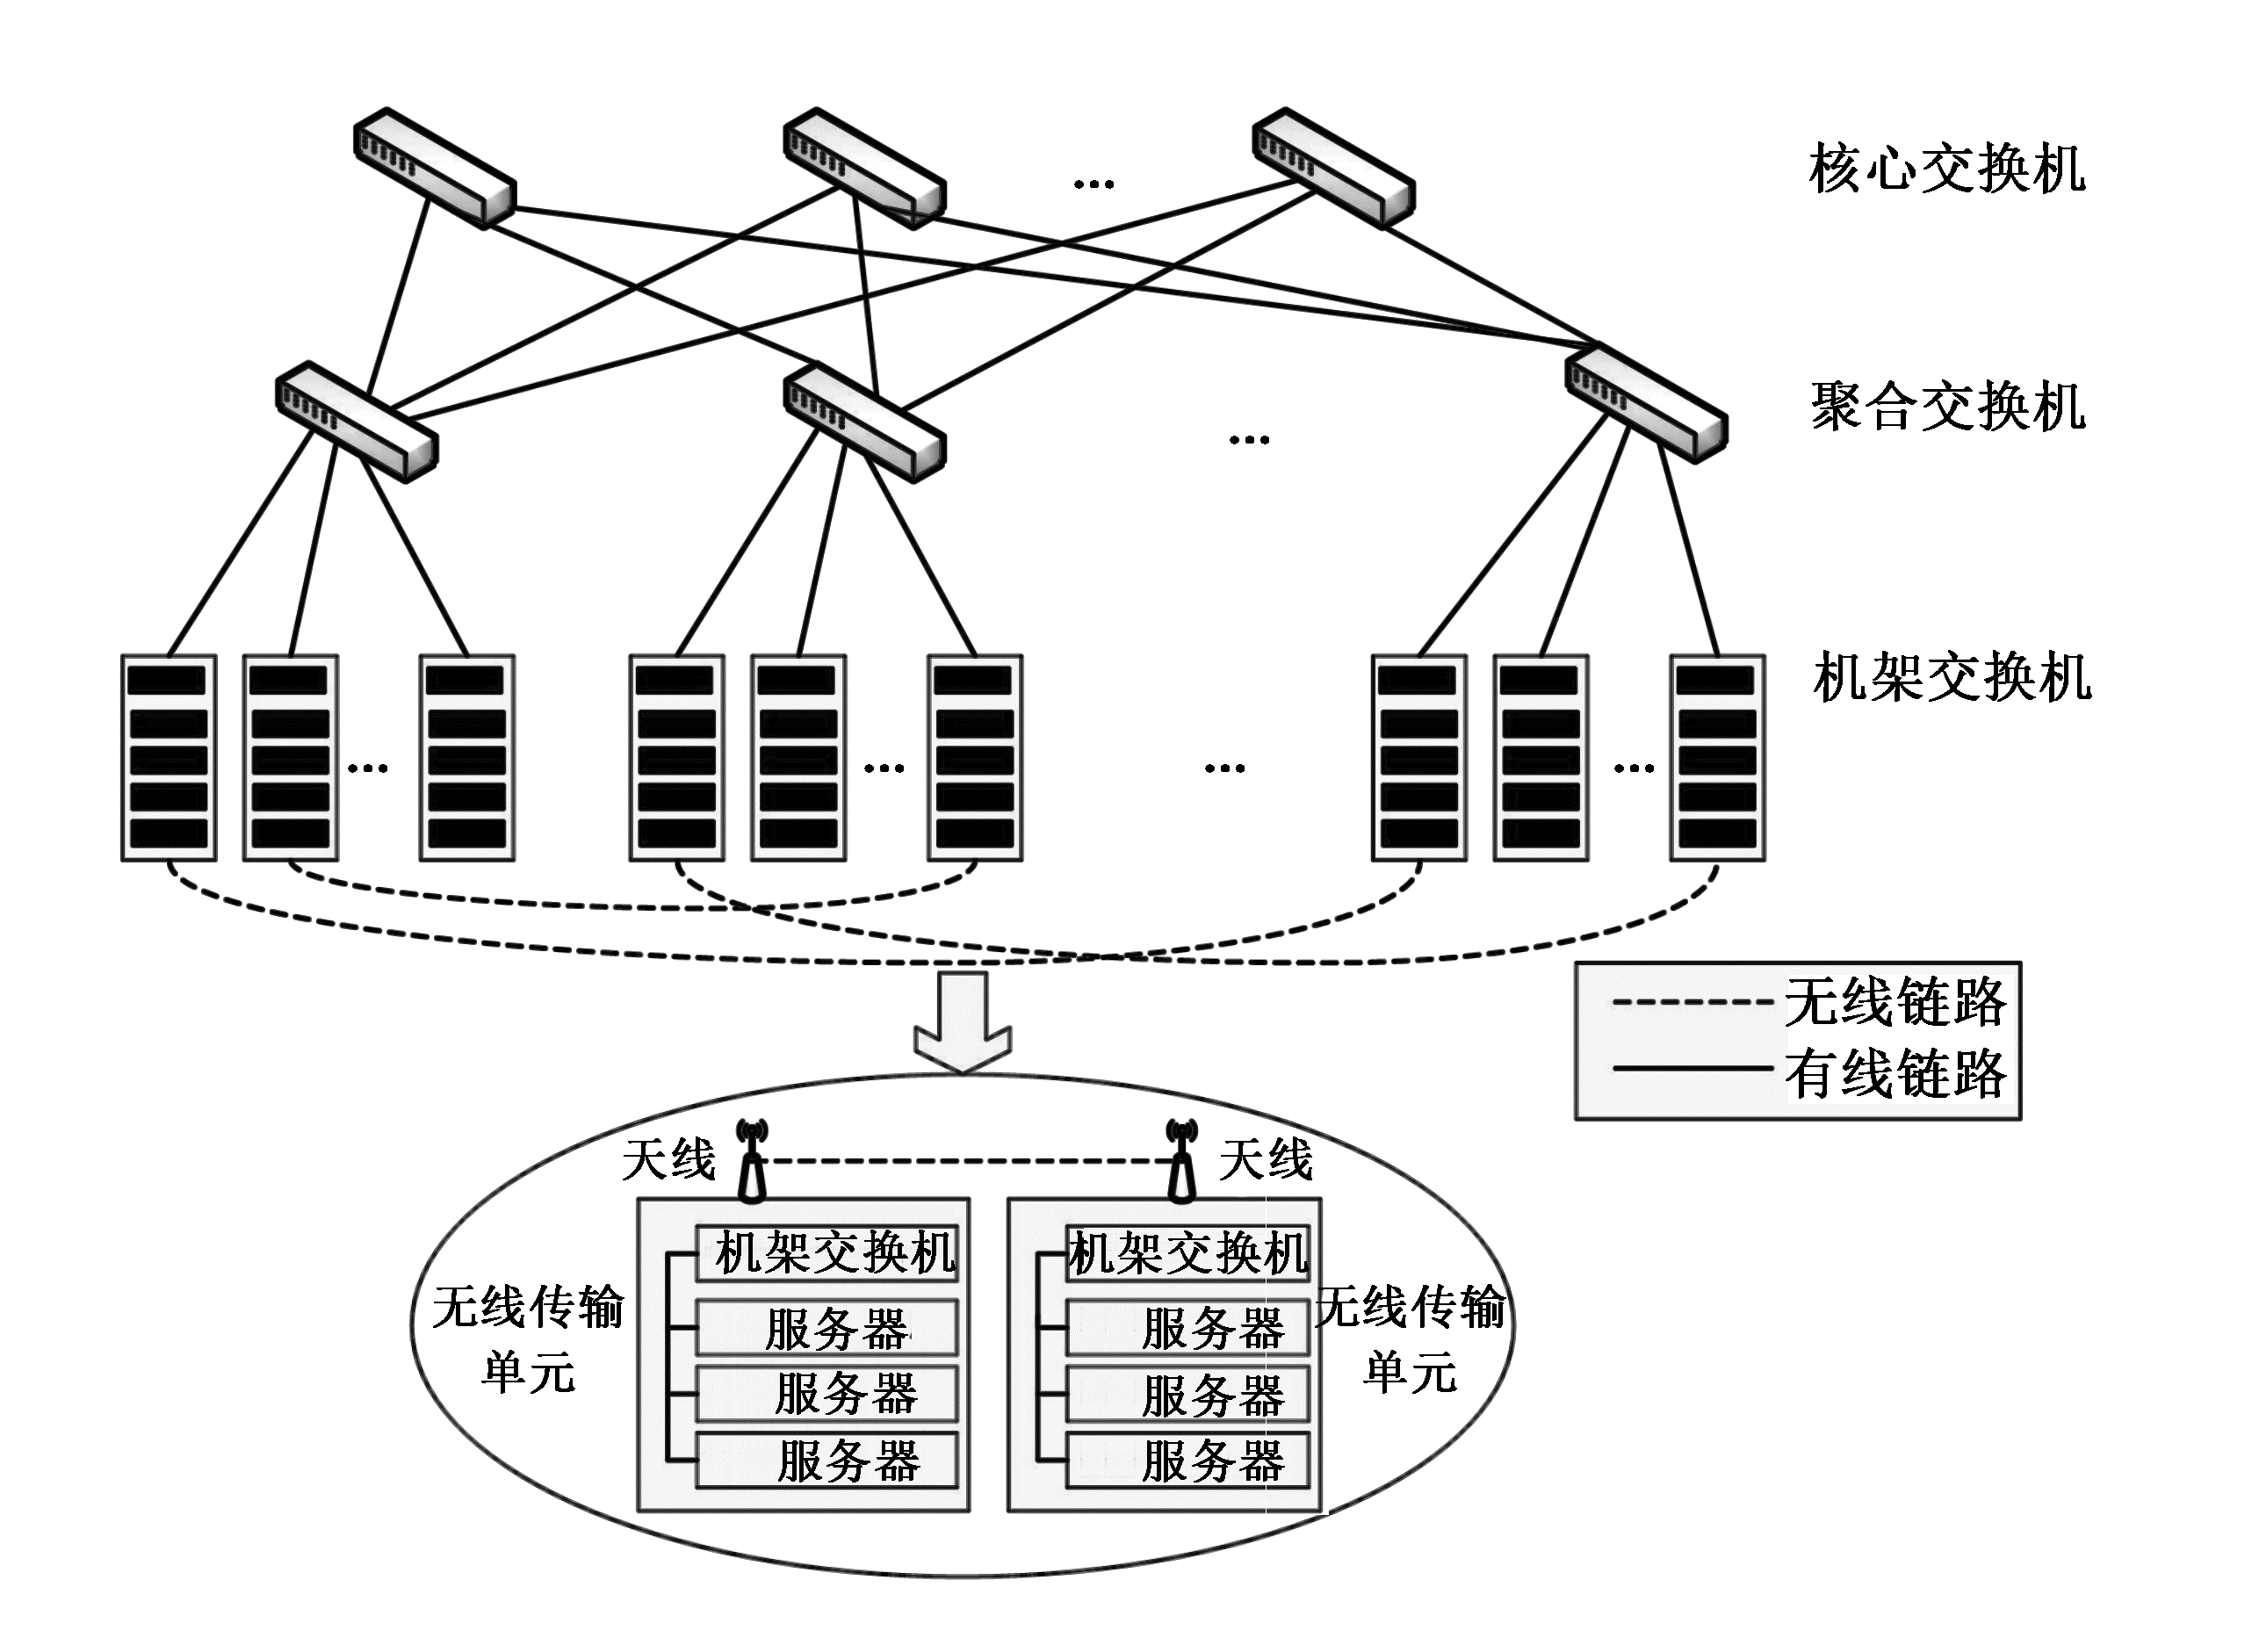 核心交换机
...
聚合交换机
...
机架交换机
...
...
...
...
无线链路
有线链路
天线
天线
机架交换机
机架交换机
无线传输
单元
服务器
服务器
无线传输
单元
服务器
服务器
服务器
服务器